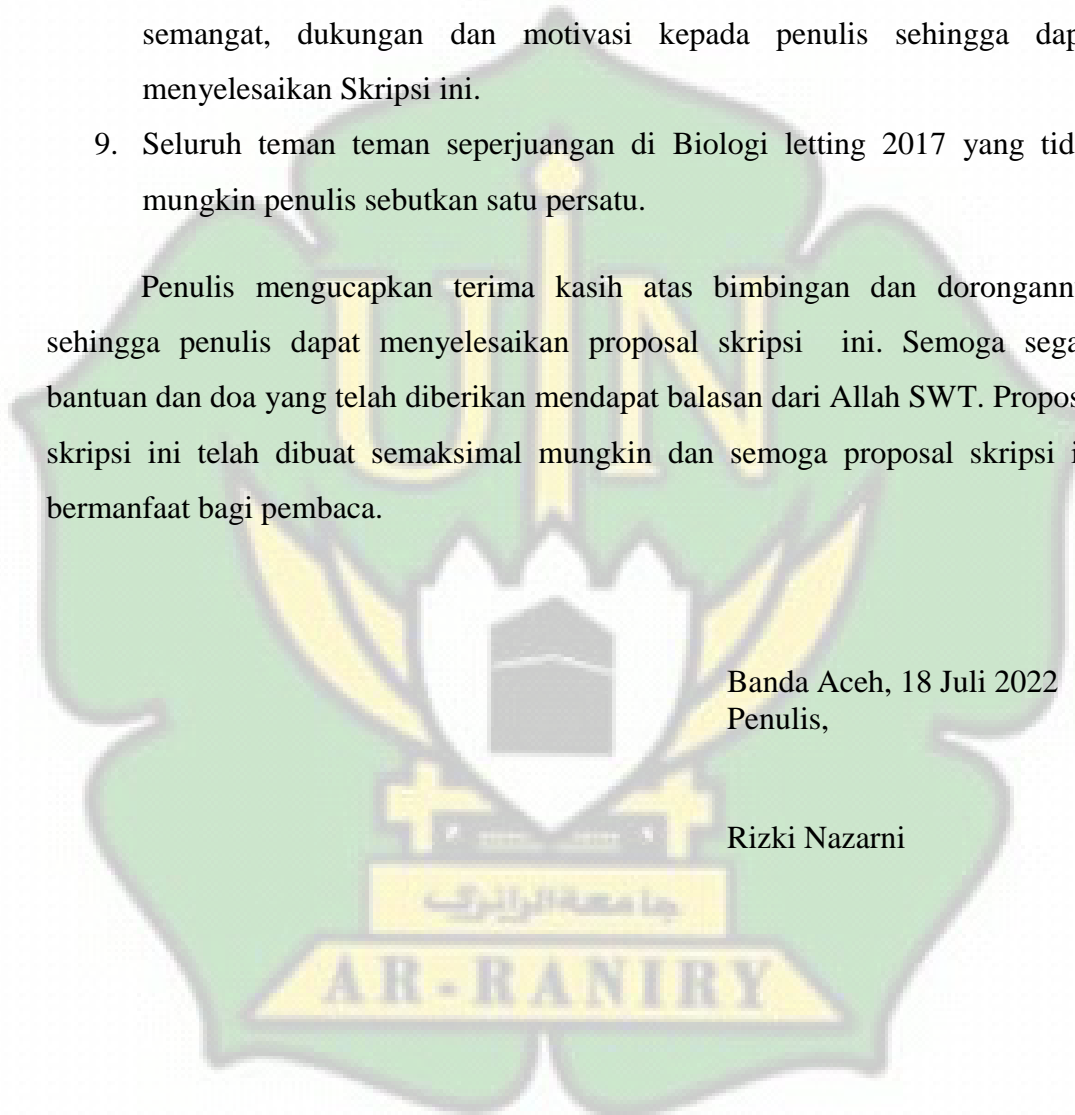 semangat, dukungan dan motivasi kepada penulis sehingga dap
menyelesaikan Skripsi ini.
9. Seluruh teman teman seperjuangan di Biologi letting 2017 yang tid
mungkin penulis sebutkan satu persatu.
Penulis mengucapkan terima kasih atas bimbingan dan dorongann
sehingga penulis dapat menyelesaikan proposal skripsi ini. Semoga sega
bantuan dan doa yang telah diberikan mendapat balasan dari Allah SWT. Propos
skripsi ini telah dibuat semaksimal mungkin dan semoga proposal skripsi i
bermanfaat bagi pembaca.
Banda Aceh, 18 Juli 2022
Penulis,
Rizki Nazarni
UIN
جامعة الرانري
AR-RANIRY